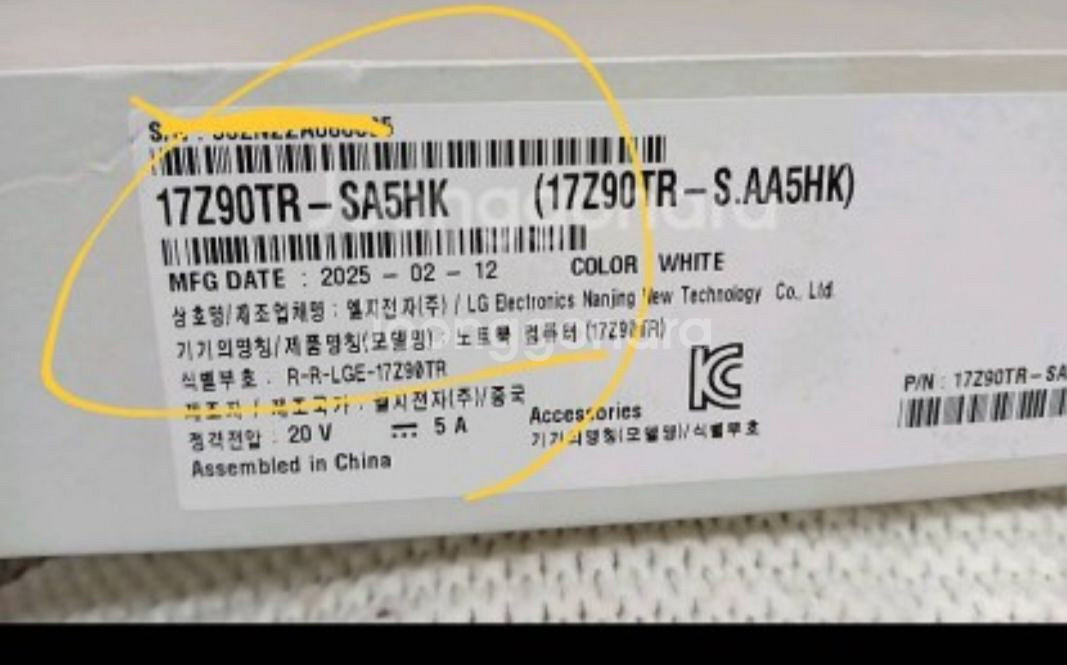 17Z90TR – SA5HK (17Z90TR – S.AA5HK)
MFG DATE : 2025 – 02 – 12 COLOR WHITE
상호명/제조업체명 : 엘지전자(주) / LG Electronics Nanjing New Technology Co., Ltd.
기기의명칭/제품명칭(모델명) : 노트북 컴퓨터 (17Z90TR)
식별부호 : R-R-LGE-17Z90TR
제조자 / 제조국가 : 엘지전자(주)/중국
정격전압 : 20 V ⎓ 5 A
Assembled in China
Accessories
기기의명칭(모델명)/식별부호
P/N : 17Z90TR – SA
Joonggonara
Joonggonara